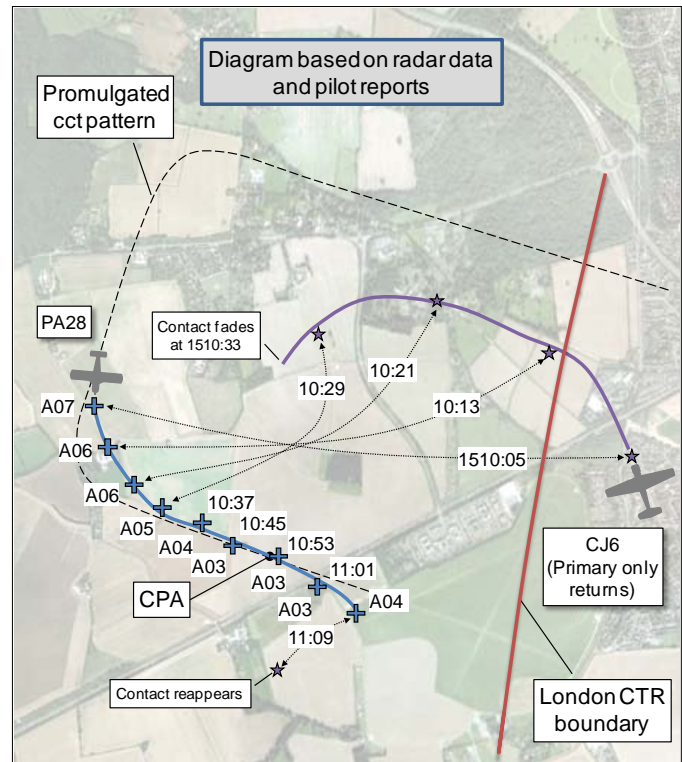 Diagram based on radar data
and pilot reports
Promulgated
cct pattern
PA28
Contact fades
at 1510:33
10:29
10:21
10:13
1510:05
A07
A06
A06
A05
A04
A03
A03
A03
A04
10:37
10:45
10:53
11:01
11:09
CPA
CJ6
(Primary only
returns)
Contact reappears
London CTR
boundary